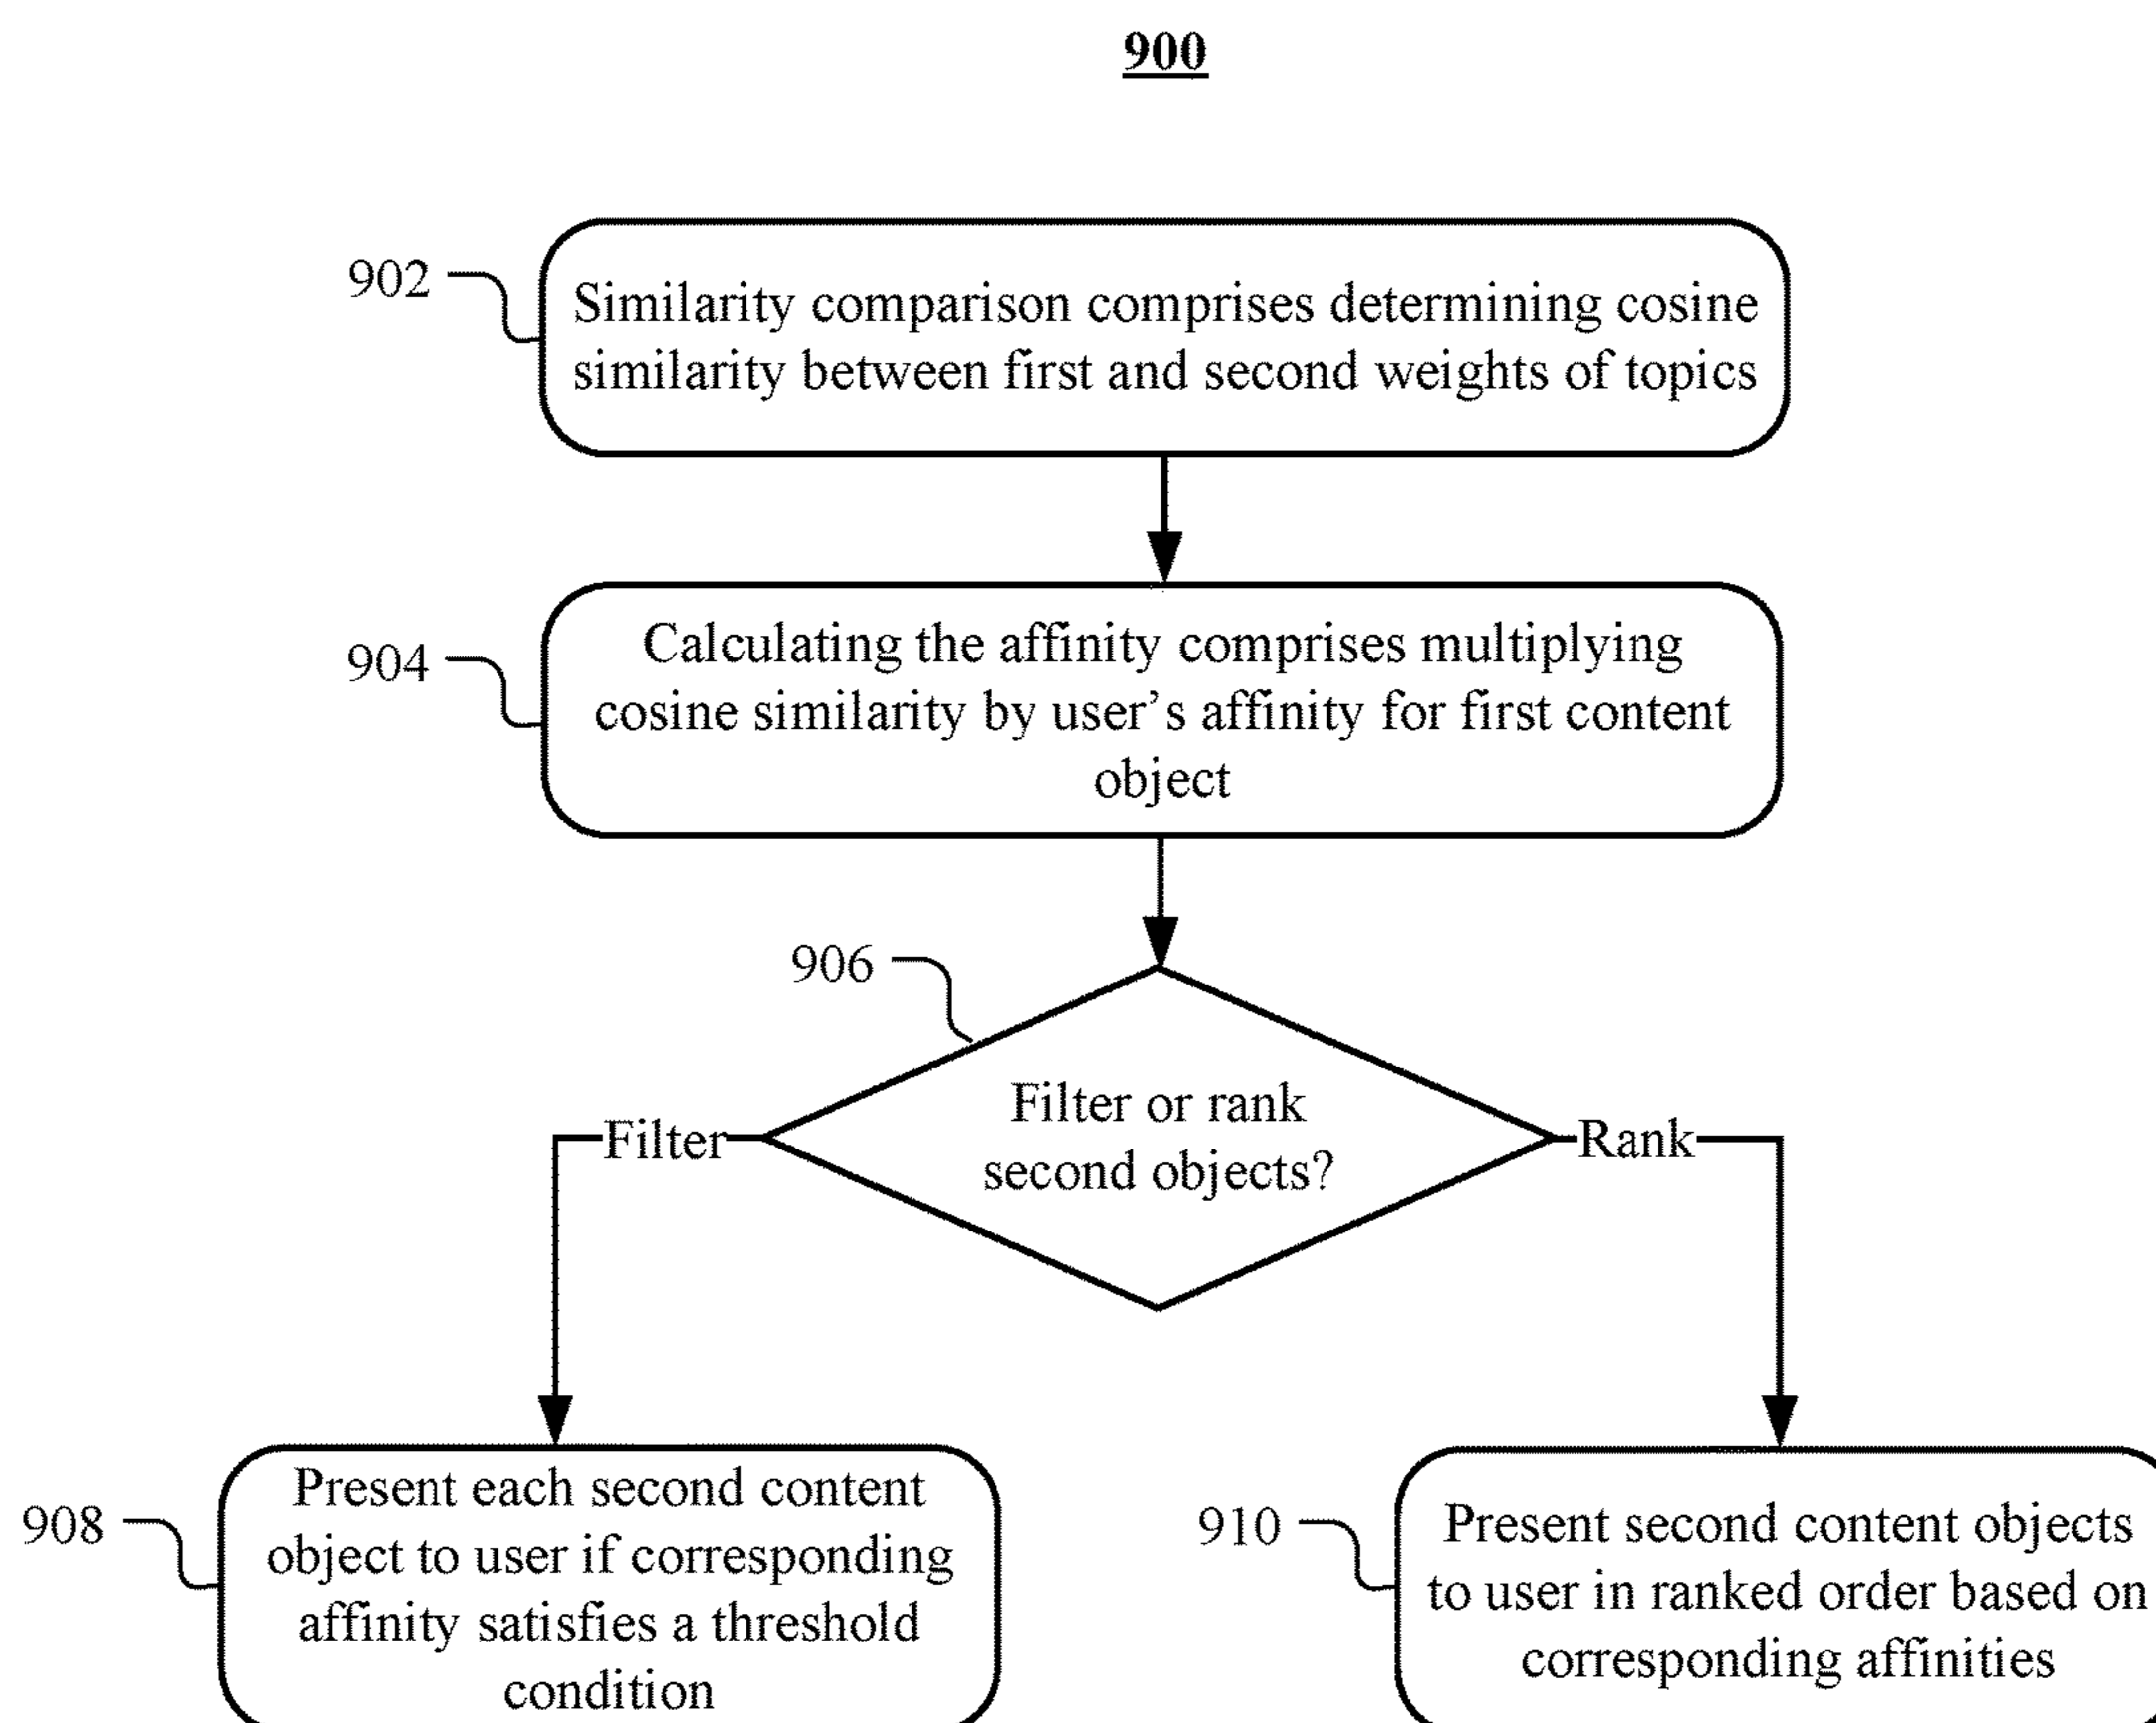 900
902
Similarity comparison comprises determining cosine
similarity between first and second weights of topics
904
Calculating the affinity comprises multiplying
cosine similarity by user’s affinity for first content
object
906
Filter or rank
second objects?
Filter
Rank
908
Present each second content
object to user if corresponding
affinity satisfies a threshold
condition
910
Present second content objects
to user in ranked order based on
corresponding affinities